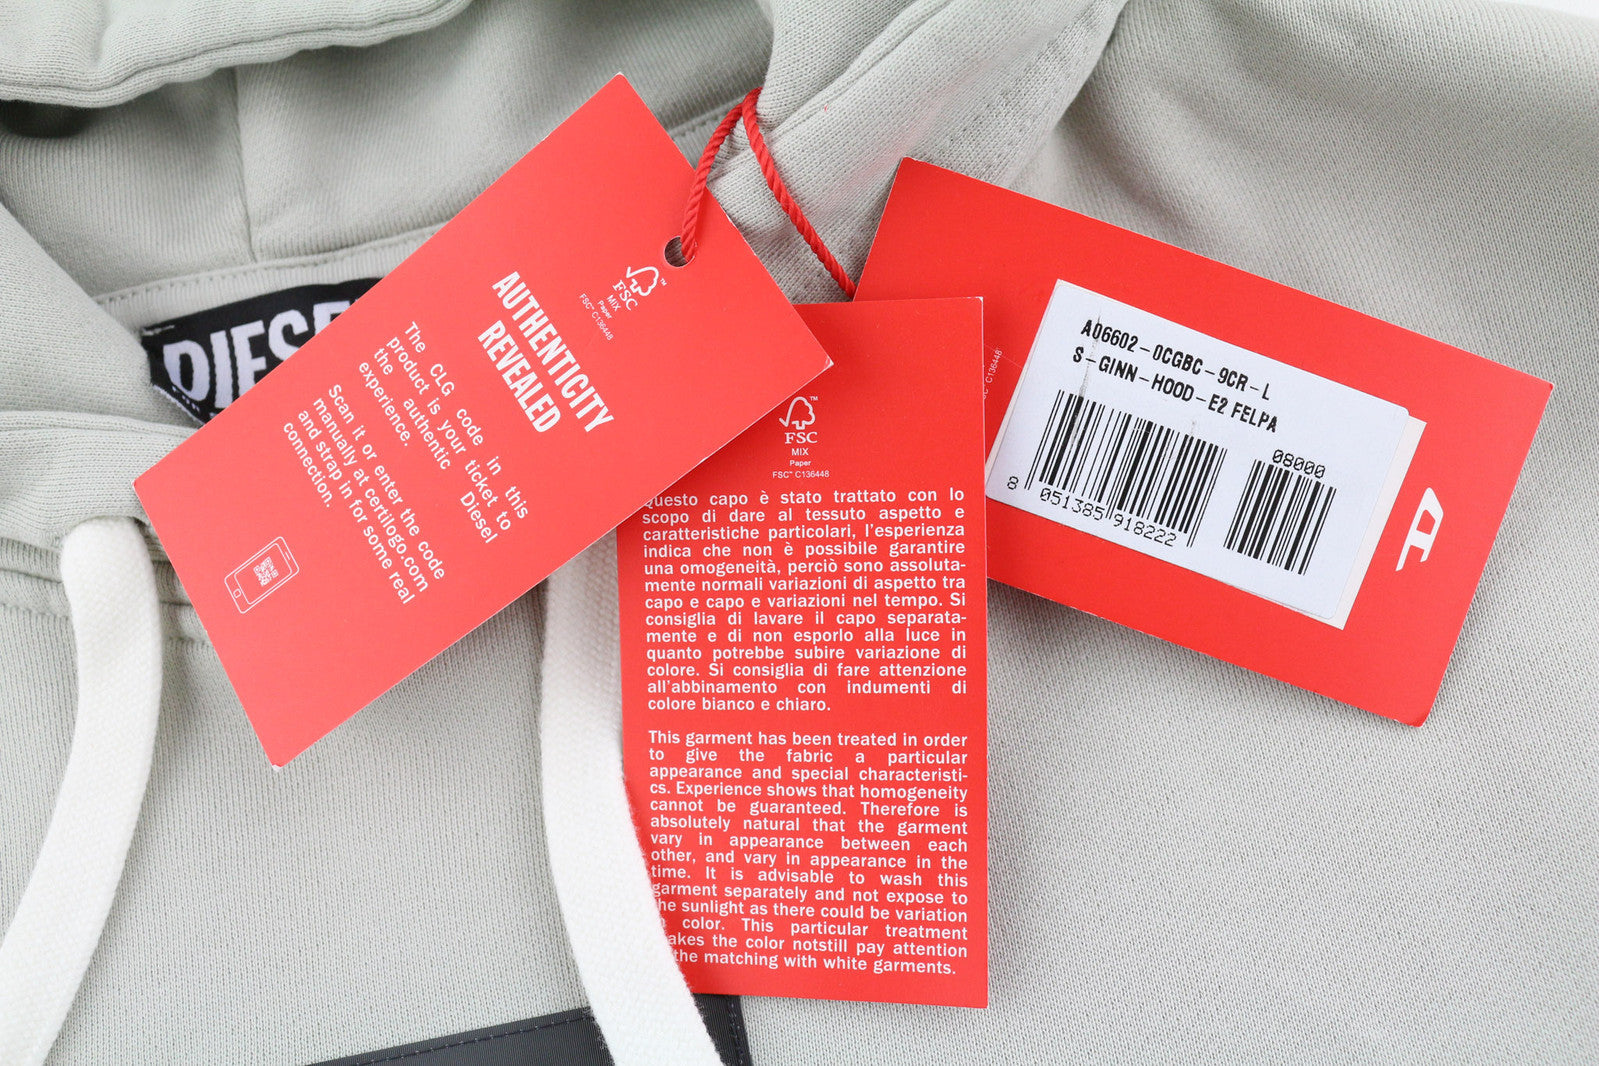 DIESE
FSC
MIX
Paper
FSC™ C136448
AUTHENTICITY
REVEALED
The CLG code in this
product is your ticket to
the authentic Diesel
experience.
Scan it or enter the code
manually at certilogo.com
and strap in for some real
connection.
FSC
MIX
Paper
FSC™ C136448
Questo capo è stato trattato con lo
scopo di dare al tessuto aspetto e
caratteristiche particolari, l'esperienza
indica che non è possibile garantire
una omogeneità, perciò sono assoluta-
mente normali variazioni di aspetto tra
capo e capo e variazioni nel tempo. Si
consiglia di lavare il capo separata-
mente e di non esporlo alla luce in
quanto potrebbe subire variazione di
colore. Si consiglia di fare attenzione
all'abbinamento con indumenti di
colore bianco e chiaro.
This garment has been treated in order
to give the fabric a particular
appearance and special characteristi-
cs. Experience shows that homogeneity
cannot be guaranteed. Therefore is
absolutely natural that the garment
vary in appearance between each
other, and vary in appearance in the
time. It is advisable to wash this
garment separately and not expose to
he sunlight as there could be variation
color. This particular treatment
akes the color notstill pay attention
the matching with white garments.
C136448
A06602-0CGBC-9CR-L
S-GINN-HOOD-E2 FELPA
08000
8 051385 918222
D